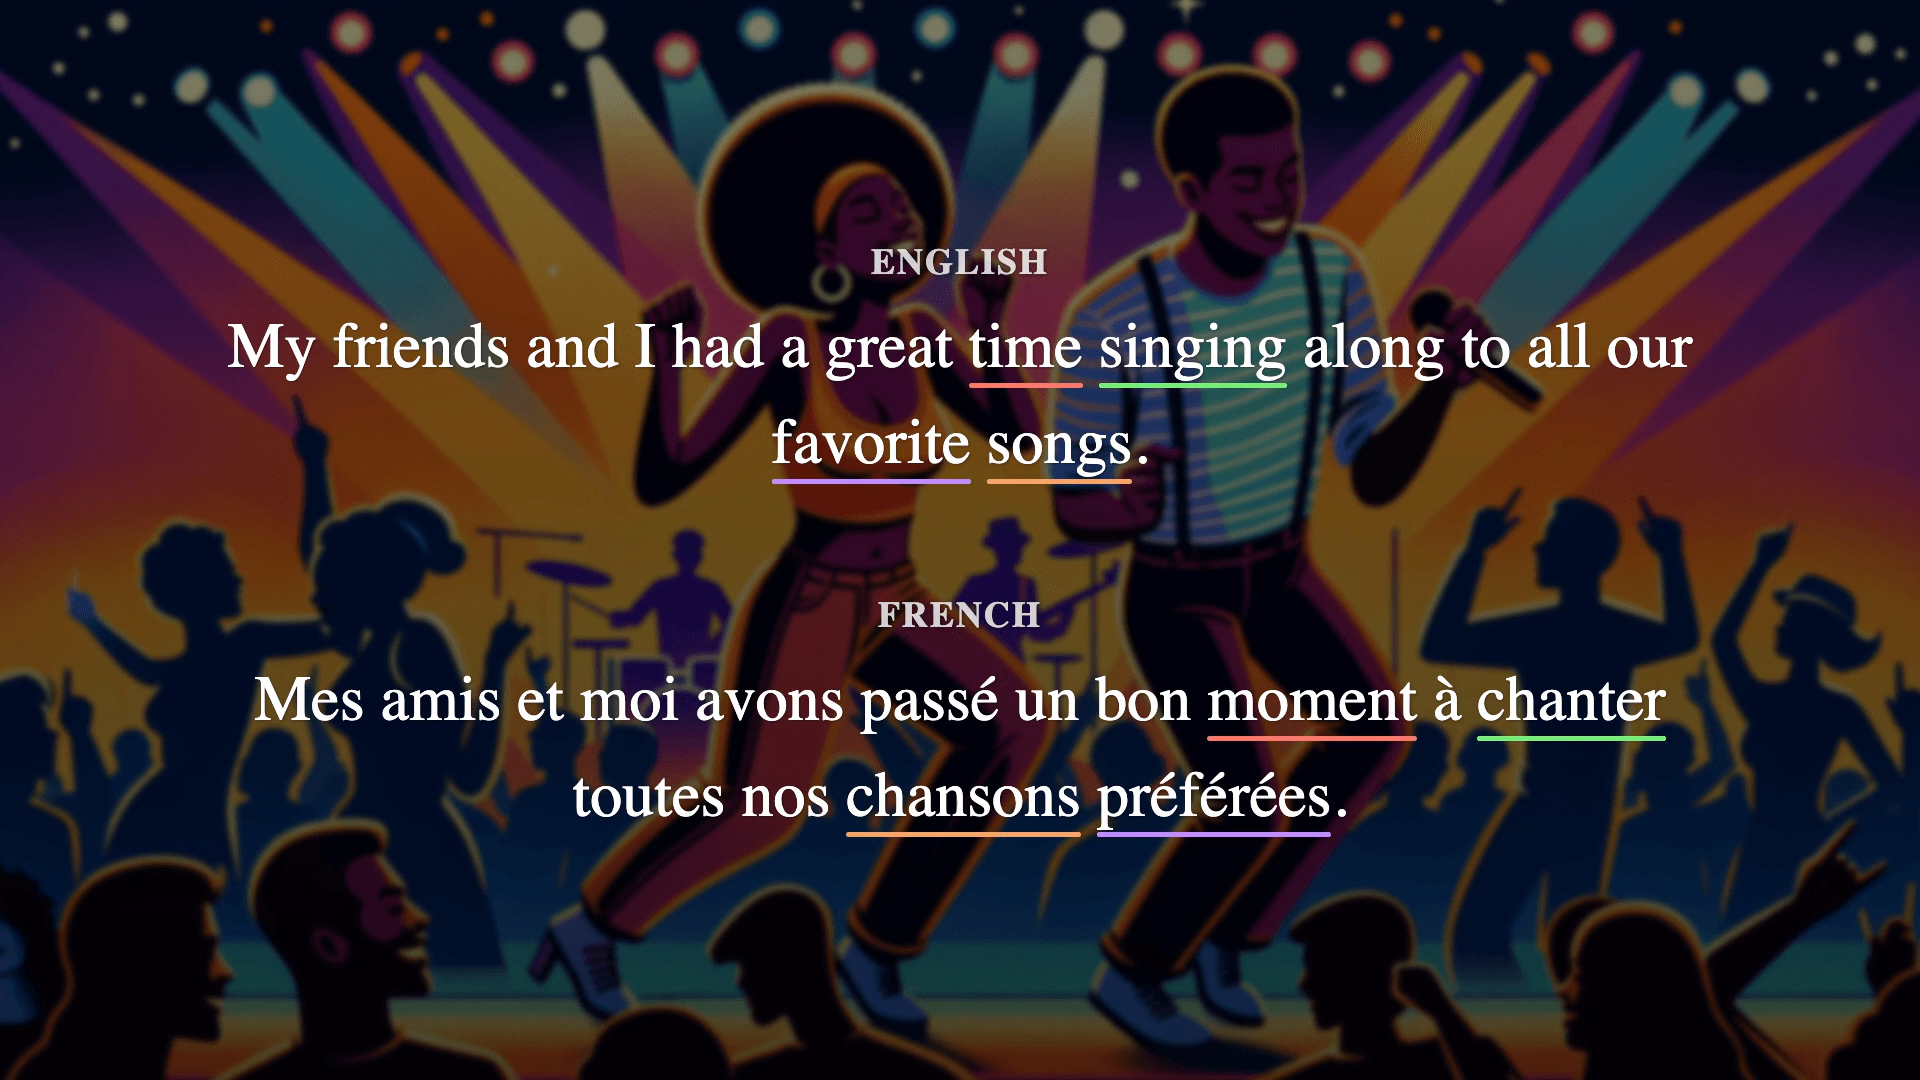 ENGLISH
My friends and I had a great time singing along to all our
favorite songs.
FRENCH
Mes amis et moi avons passé un bon moment à chanter
toutes nos chansons préférées.